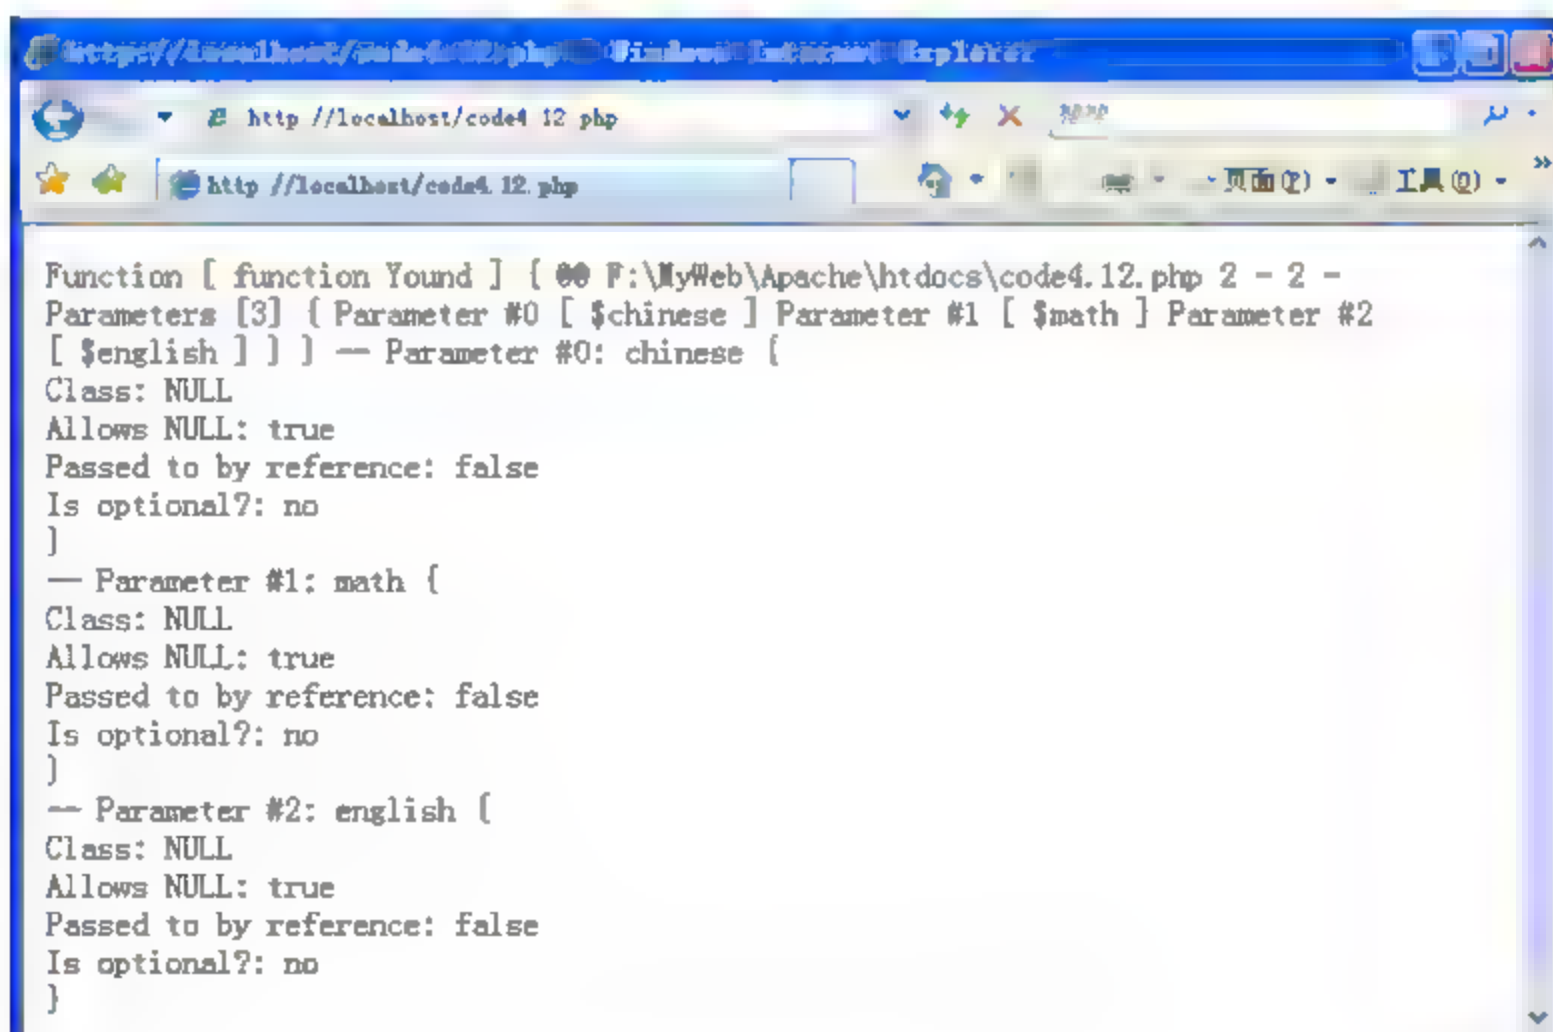 http //localhost/code4 12 php
http //localhost/code4.12.php
页面(P) 工具(O)
Function [ function Yound ] { @@ F:\MyWeb\Apache\htdocs\code4.12.php 2 - 2 -
Parameters [3] { Parameter #0 [ $chinese ] Parameter #1 [ $math ] Parameter #2
[ $english ] } } -- Parameter #0: chinese {
Class: NULL
Allows NULL: true
Passed to by reference: false
Is optional?: no
}
-- Parameter #1: math {
Class: NULL
Allows NULL: true
Passed to by reference: false
Is optional?: no
}
-- Parameter #2: english {
Class: NULL
Allows NULL: true
Passed to by reference: false
Is optional?: no
}